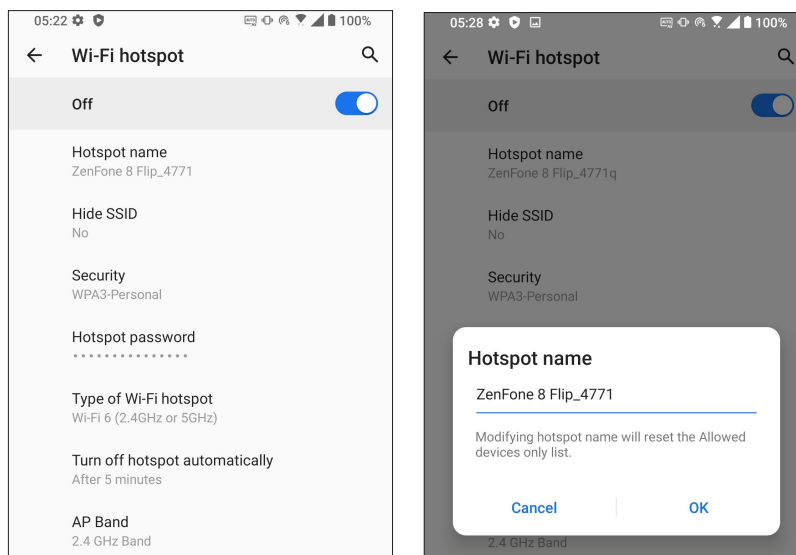 05:22
100%
Wi-Fi hotspot
Off
Hotspot name
ZenFone 8 Flip_4771
Hide SSID
No
Security
WPA3-Personal
Hotspot password
Type of Wi-Fi hotspot
Wi-Fi 6 (2.4GHz or 5GHz)
Turn off hotspot automatically
After 5 minutes
AP Band
2.4 GHz Band
05:28
100%
Wi-Fi hotspot
Off
Hotspot name
ZenFone 8 Flip_4771q
Hide SSID
No
Security
WPA3-Personal
Hotspot name
ZenFone 8 Flip_4771
Modifying hotspot name will reset the Allowed
devices only list.
Cancel
OK
2.4 GHz Band